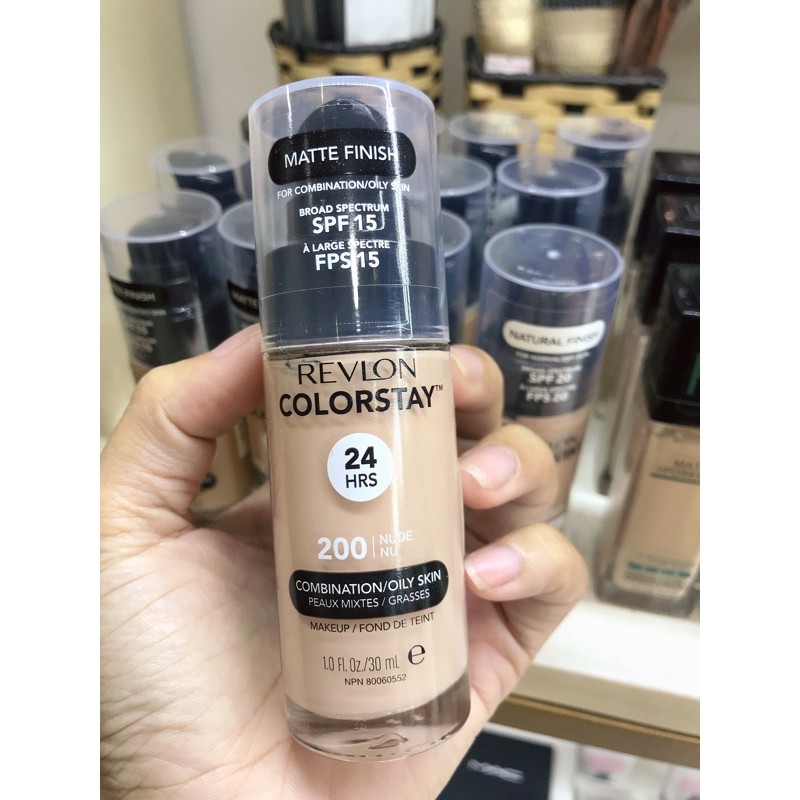 MATTE FINISH
FOR COMBINATION/OILY SKIN
BROAD SPECTRUM
SPF 15
À LARGE SPECTRE
FPS 15
REVLON
COLORSTAY™
24
HRS
200 | NUDE
NU
COMBINATION/OILY SKIN
PEAUX MIXTES / GRASSES
MAKEUP / FOND DE TEINT
1.0 Fl. Oz./30 mL ℮
NPN 80060552
NATURAL FINISH
SPF 20
FPS 20